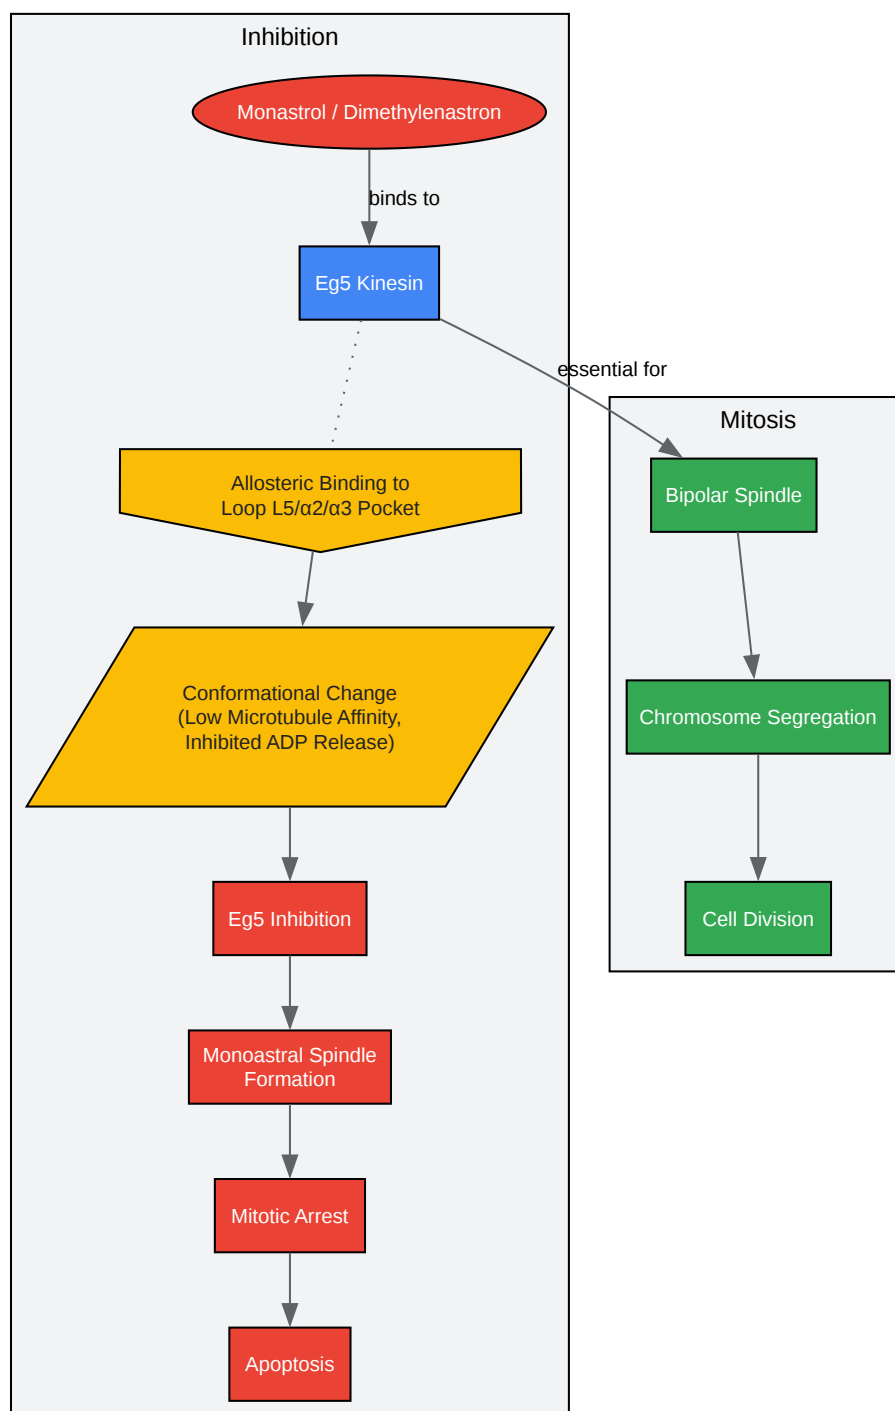 Inhibition
Monastrol / Dimethylenastron
binds to
Eg5 Kinesin
essential for
Mitosis
Bipolar Spindle
Allosteric Binding to
Loop L5/α2/α3 Pocket
Conformational Change
(Low Microtubule Affinity,
Inhibited ADP Release)
Chromosome Segregation
Eg5 Inhibition
Cell Division
Monoastral Spindle
Formation
Mitotic Arrest
Apoptosis